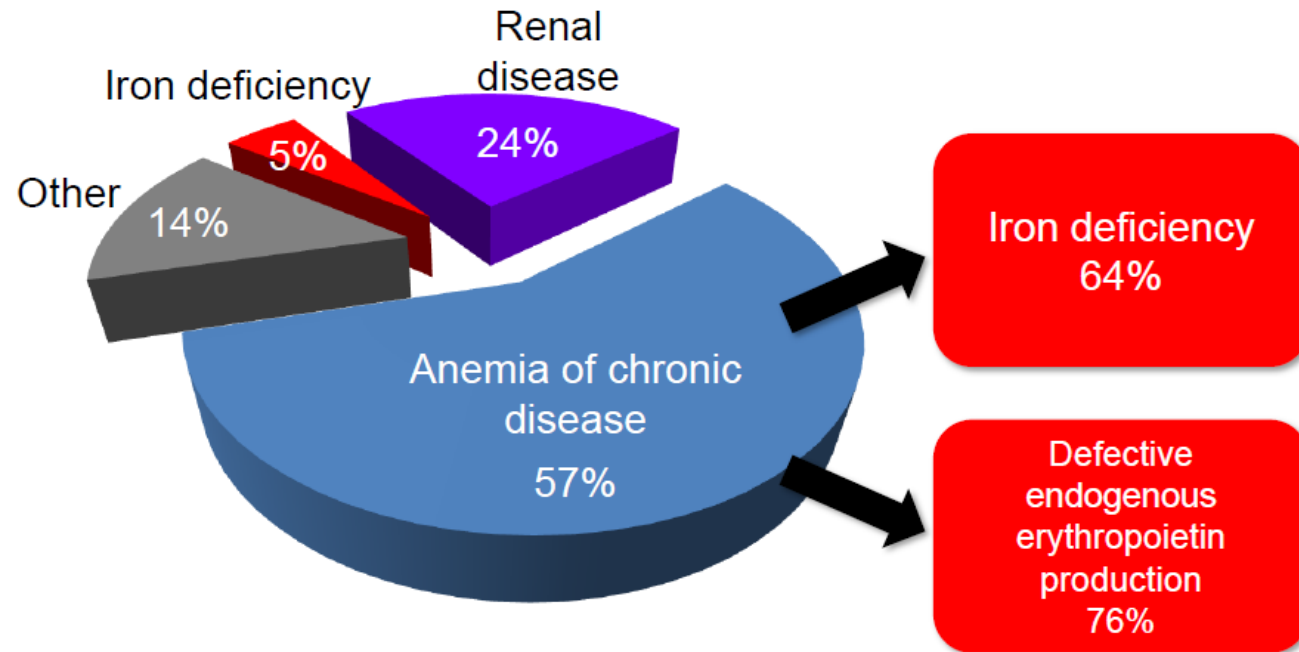 Renal
disease
24%
Iron deficiency
5%
Other
14%
Anemia of chronic
disease
57%
Iron deficiency
64%
Defective
endogenous
erythropoietin
production
76%